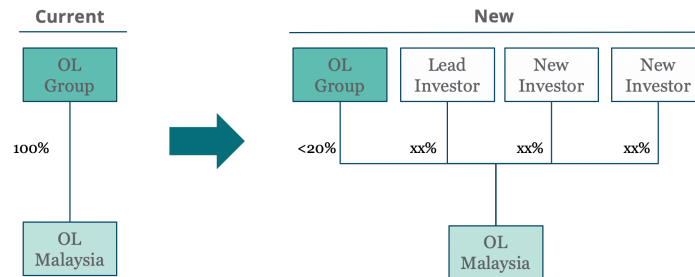 Current
New
OL
Group
OL
Group
Lead
Investor
New
Investor
New
Investor
100%
<20%
xx%
xx%
xx%
OL
Malaysia
OL
Malaysia